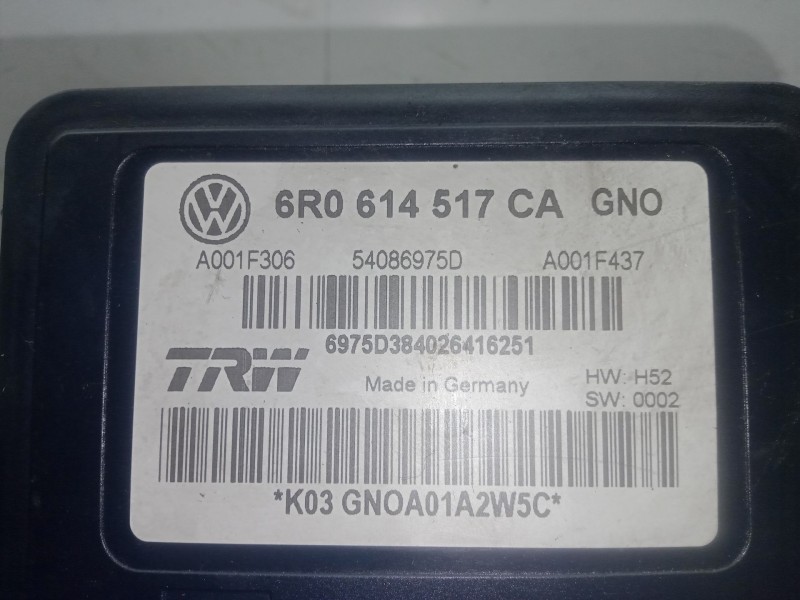 6R0 614 517 CA GNO
A001F306 54086975D A001F437
6975D384026416251
TRW Made in Germany HW: H52
SW: 0002
*K03 GNOA01A2W5C*